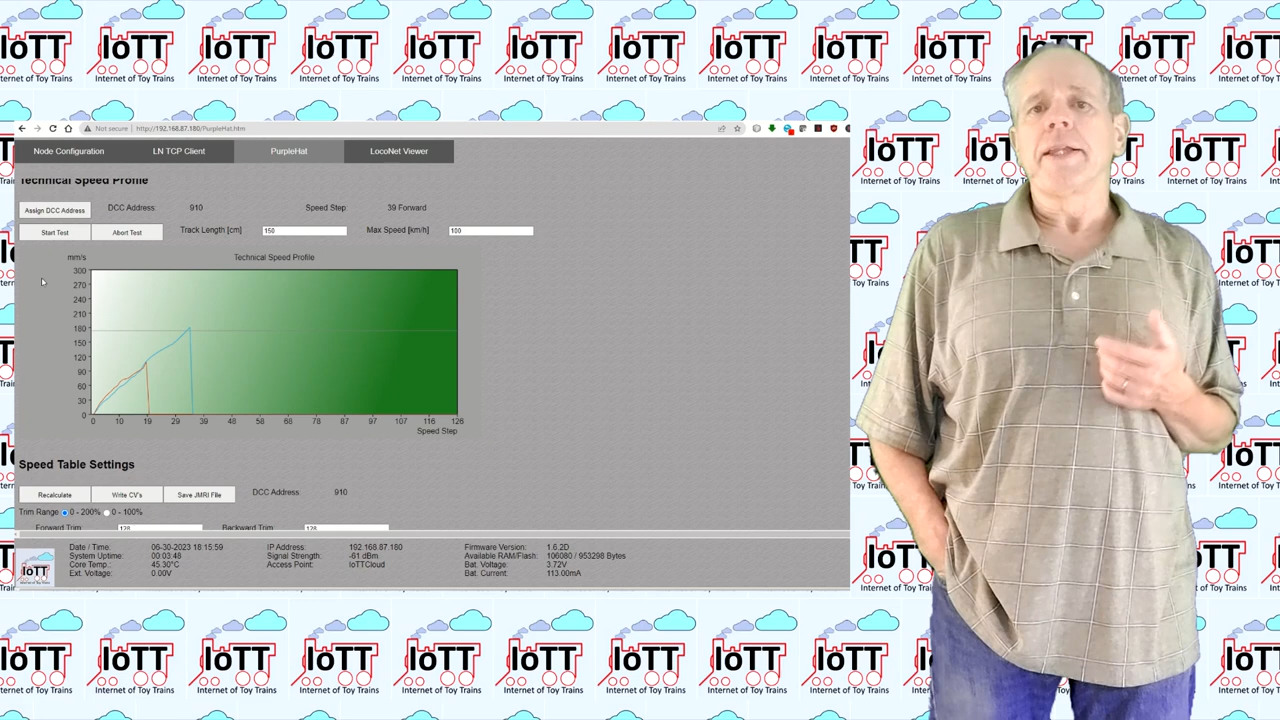 IoTT Internet of Toy Trains
Not secure http://192.168.87.180/PurpleHat.htm
Node Configuration LN TCP Client PurpleHat LocoNet Viewer
Technical Speed Profile
Assign DCC Address DCC Address: 910 Speed Step: 39 Forward
Start Test Abort Test Track Length [cm] 150 Max Speed [km/h] 100
mm/s Technical Speed Profile
300
270
240
210
180
150
120
90
60
30
0
0 10 19 29 39 48 58 68 78 87 97 107 116 126
Speed Step
Speed Table Settings
Recalculate Write CV's Save JMRI File DCC Address: 910
Trim Range 0 - 200% 0 - 100%
Forward Trim 128 Backward Trim 128
Date / Time: 06-30-2023 18:15:59 IP Address: 192.168.87.180 Firmware Version: 1.6.2D
System Uptime: 00:03:48 Signal Strength: -61 dBm Available RAM/Flash: 106080 / 953298 Bytes
Core Temp.: 45.30°C Access Point: IoTTCloud Bat. Voltage: 3.72V
Ext. Voltage: 0.00V Bat. Current: 113.00mA
IoTT